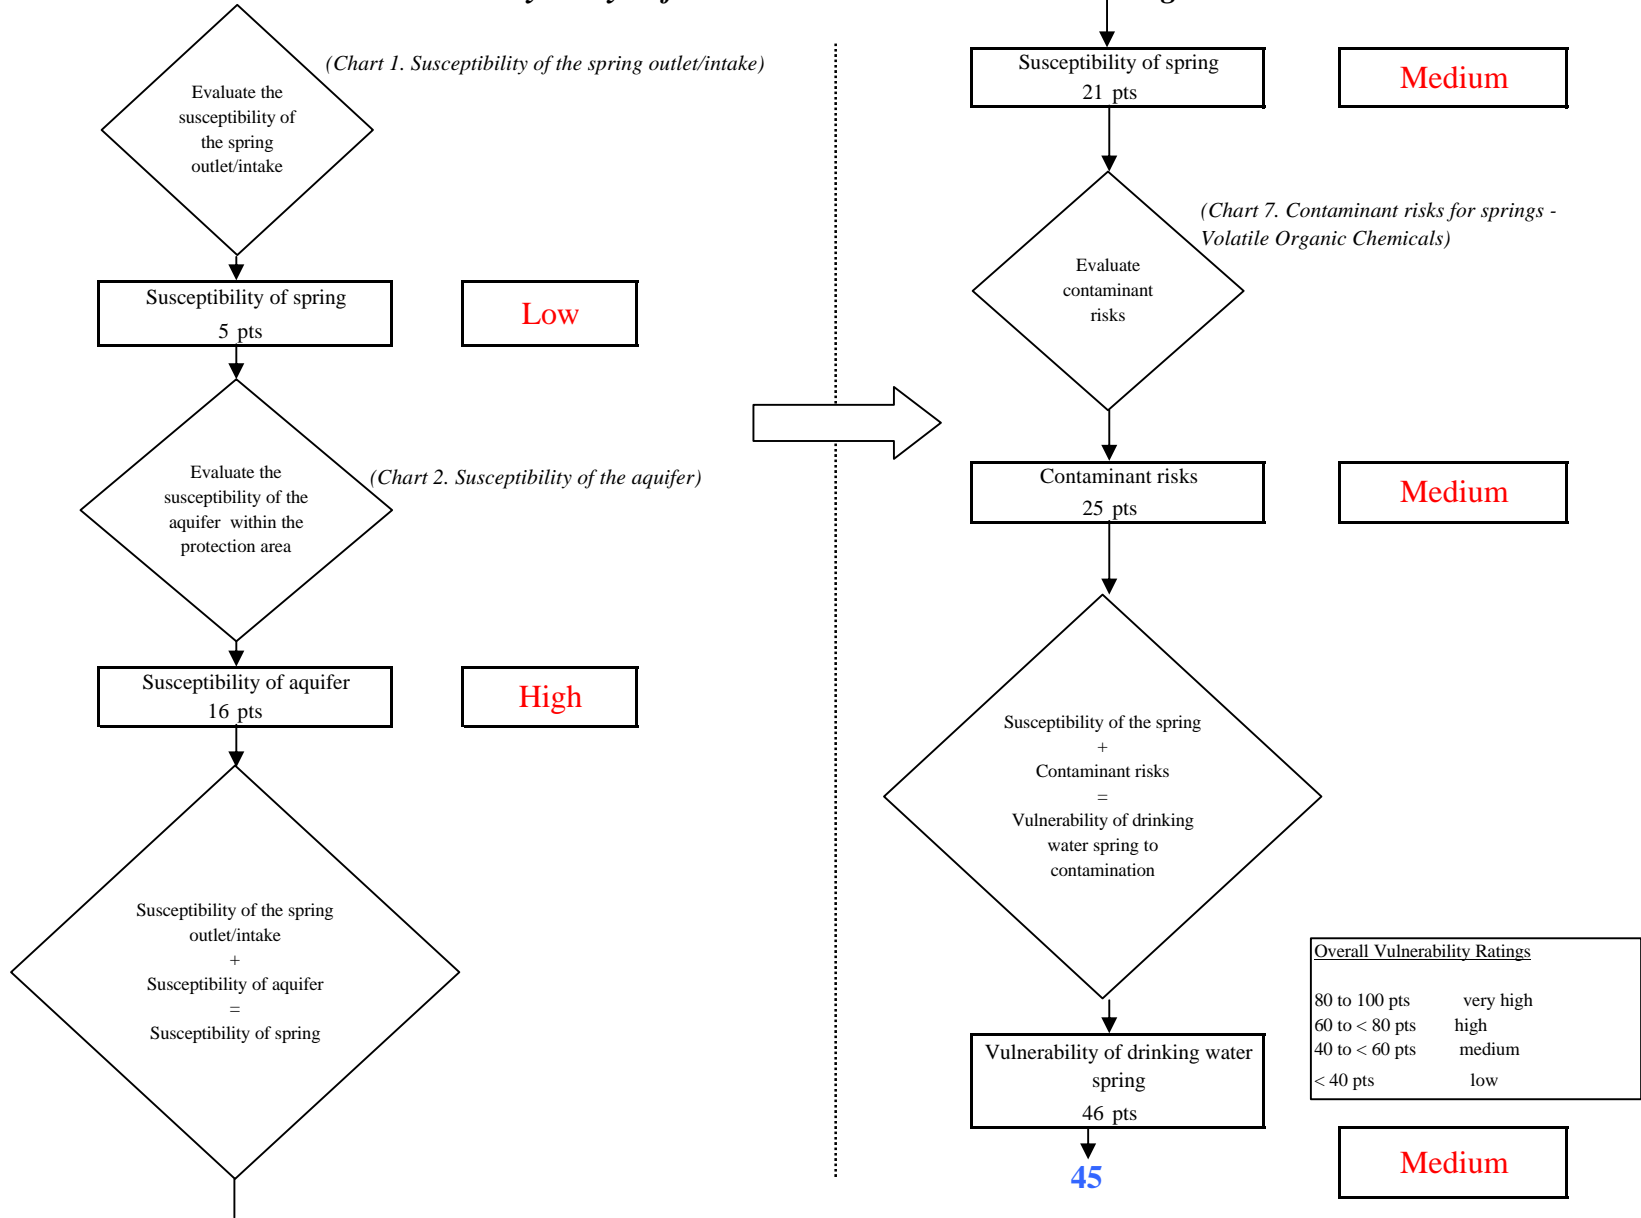 (Chart 1. Susceptibility of the spring outlet/intake)
Evaluate the
susceptibility of
the spring
outlet/intake
Susceptibility of spring
5 pts
Low
Evaluate the
susceptibility of the
aquifer within the
protection area
(Chart 2. Susceptibility of the aquifer)
Susceptibility of aquifer
16 pts
High
Susceptibility of the spring
outlet/intake
+
Susceptibility of aquifer
=
Susceptibility of spring
Susceptibility of spring
21 pts
Medium
(Chart 7. Contaminant risks for springs -
Volatile Organic Chemicals)
Evaluate
contaminant
risks
Contaminant risks
25 pts
Medium
Susceptibility of the spring
+
Contaminant risks
=
Vulnerability of drinking
water spring to
contamination
Overall Vulnerability Ratings
80 to 100 pts very high
60 to < 80 pts high
40 to < 60 pts medium
< 40 pts low
Vulnerability of drinking water
spring
46 pts
45
Medium